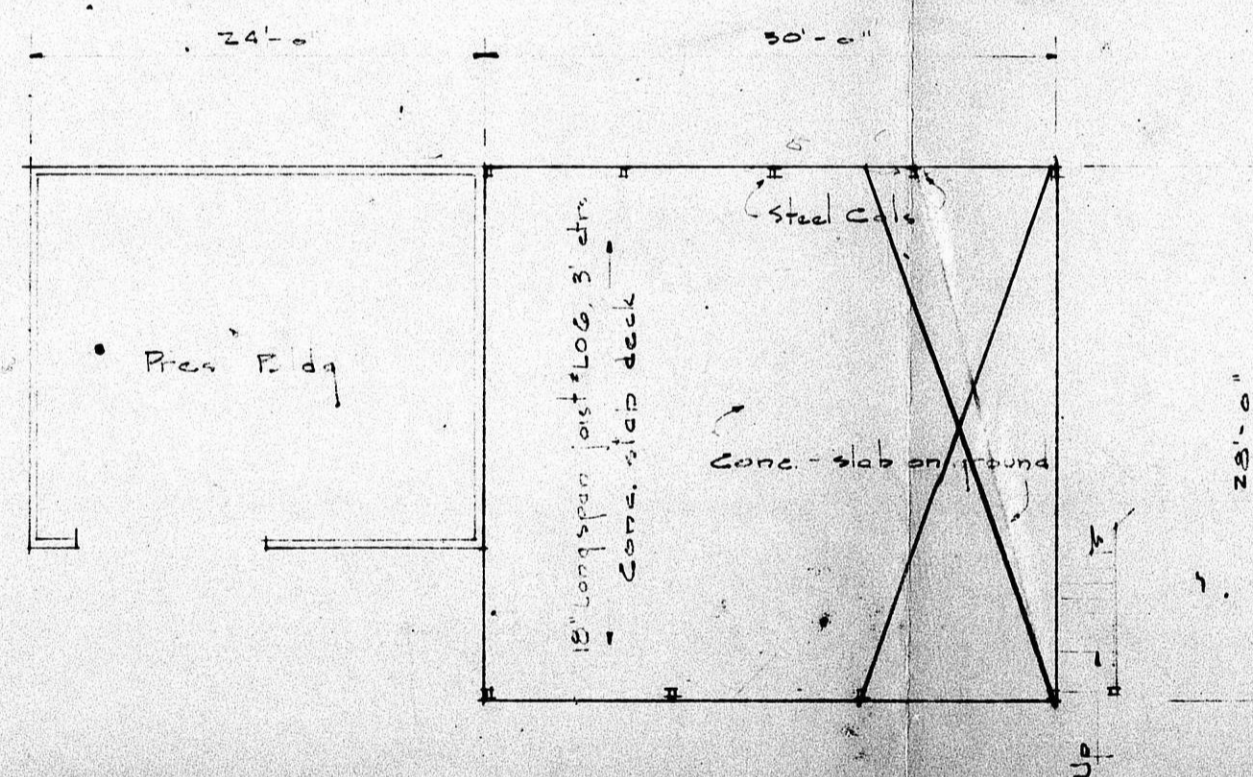 24'-0"
30'-0"
Steel Cols
18" Longspan joist #L06, 3' ctrs.
Conc. slab deck
Pres Bldg
Conc. - slab on ground
28'-0"
UP